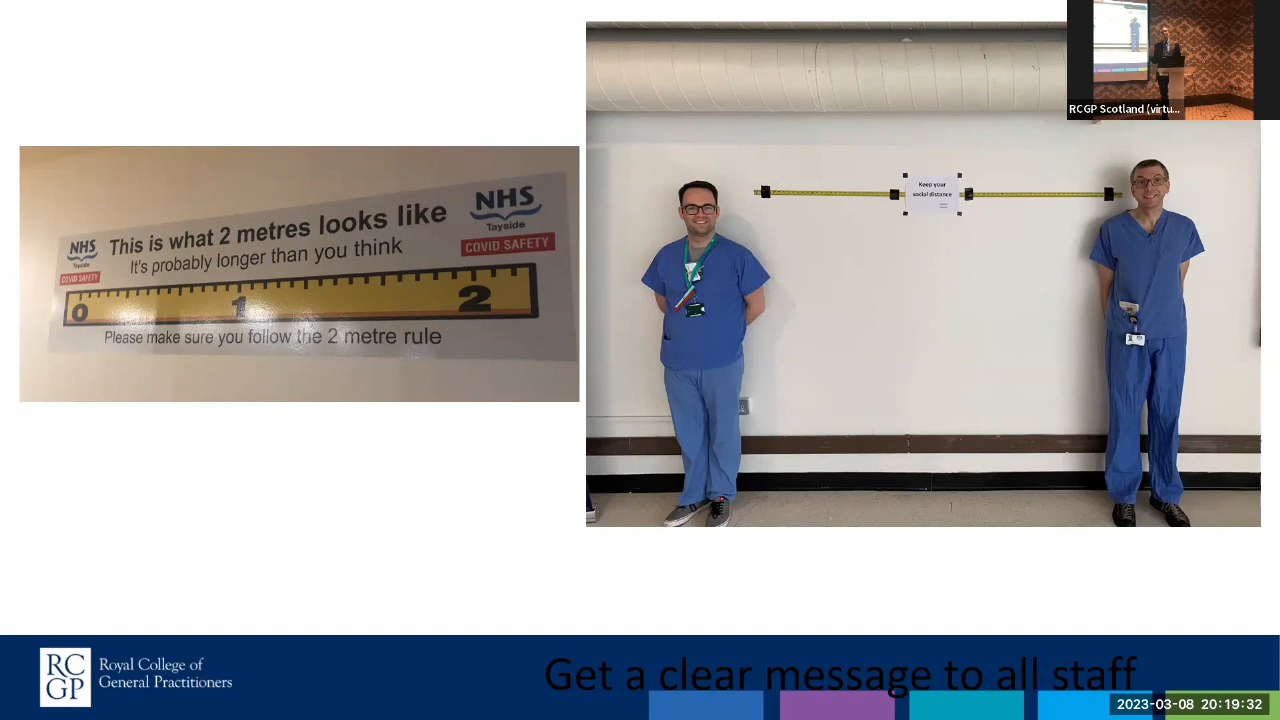 RCGP Scotland (virtu...
NHS
Tayside
COVID SAFETY
This is what 2 metres looks like
It's probably longer than you think
NHS
Tayside
COVID SAFETY
0 1 2
Please make sure you follow the 2 metre rule
Keep your
social distance
RC
GP
Royal College of
General Practitioners
Get a clear message to all staff
2023-03-08 20:19:32